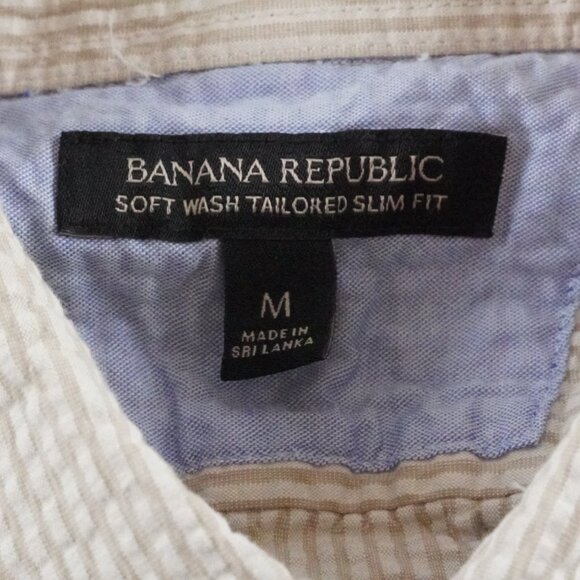 BANANA REPUBLIC
SOFT WASH TAILORED SLIM FIT
M
MADE IN
SRI LANKA